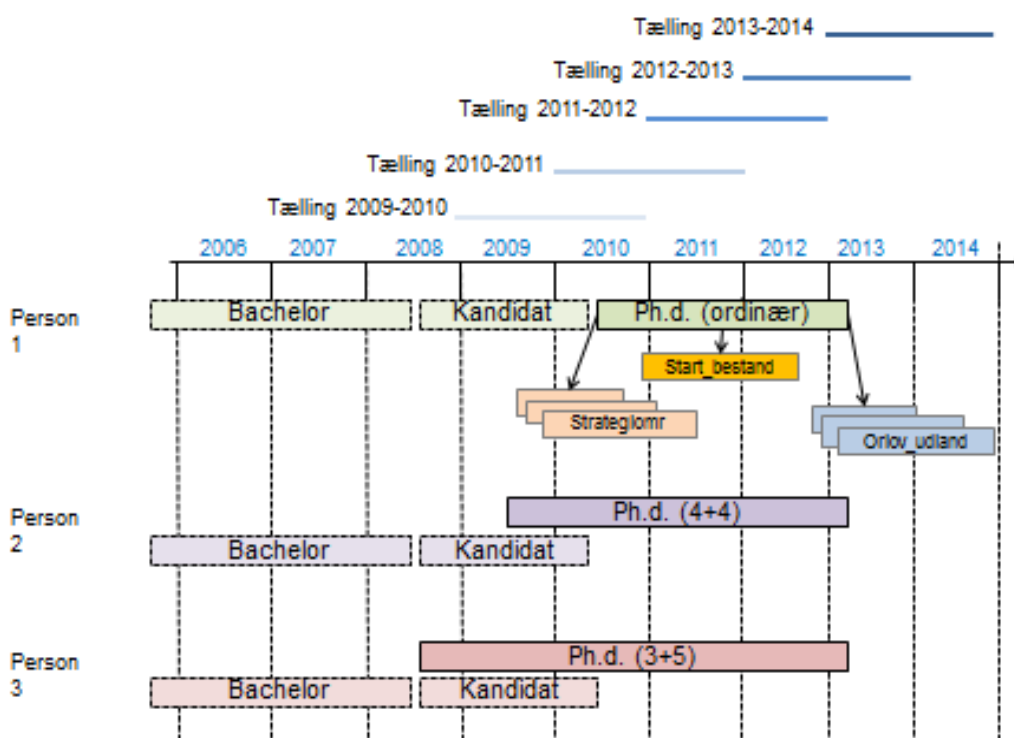 Tælling 2013-2014
Tælling 2012-2013
Tælling 2011-2012
Tælling 2010-2011
Tælling 2009-2010
2006 2007 2008 2009 2010 2011 2012 2013 2014
Person
1
Bachelor Kandidat Ph.d. (ordinær)
Start_bestand
Strategiomr
Orlov_udland
Person
2
Ph.d. (4+4)
Bachelor Kandidat
Person
3
Ph.d. (3+5)
Bachelor Kandidat